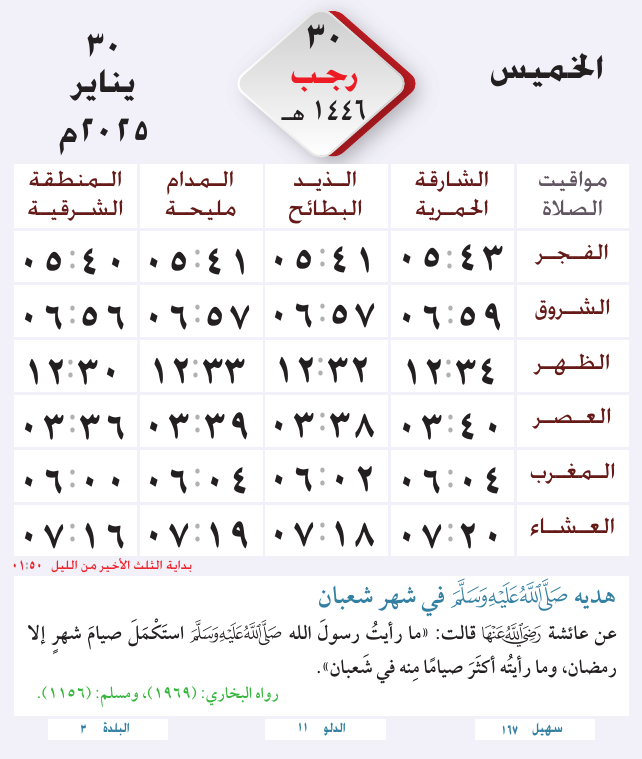 الخميس
٣٠
رجب
١٤٤٦ هـ
٣٠
يناير
٢٠٢٥م
مواقيت الصلاة | الشارقة الحمرية | الذيد البطائح | المدام مليحة | المنطقة الشرقية
الفجر ٠٥:٤٣ ٠٥:٤١ ٠٥:٤١ ٠٥:٤٠
الشروق ٠٦:٥٩ ٠٦:٥٧ ٠٦:٥٧ ٠٦:٥٦
الظهر ١٢:٣٤ ١٢:٣٢ ١٢:٣٣ ١٢:٣٠
العصر ٠٣:٤٠ ٠٣:٣٨ ٠٣:٣٩ ٠٣:٣٦
المغرب ٠٦:٠٤ ٠٦:٠٢ ٠٦:٠٤ ٠٦:٠٠
العشاء ٠٧:٢٠ ٠٧:١٨ ٠٧:١٩ ٠٧:١٦
بداية الثلث الأخير من الليل ٠١:٥٠
هديه صَلَّى اللَّهُ عَلَيْهِ وَسَلَّمَ في شهر شعبان
عن عائشة رَضِيَ اللَّهُ عَنْهَا قالت: «ما رأيتُ رسولَ الله صَلَّى اللَّهُ عَلَيْهِ وَسَلَّمَ استَكْمَلَ صيامَ شهرٍ إلا
رمضان، وما رأيتُه أكثَرَ صيامًا مِنه في شَعبان».
رواه البخاري: (١٩٦٩)، ومسلم: (١١٥٦).
سهيل ١٦٧
الدلو ١١
البلدة ٣